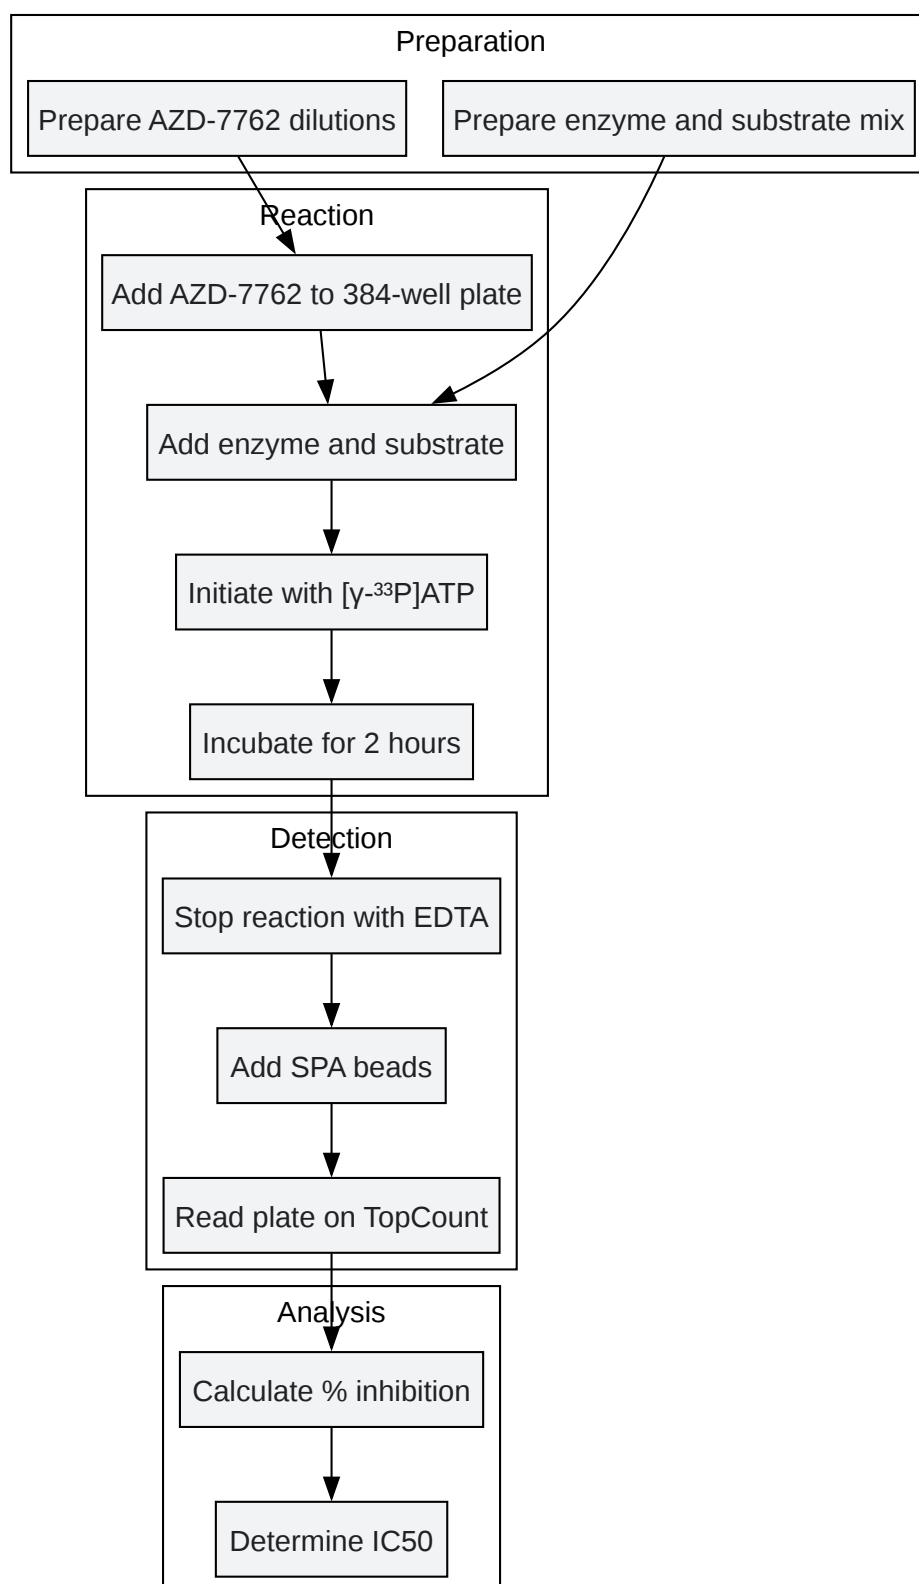 Preparation
Prepare AZD-7762 dilutions
Prepare enzyme and substrate mix
Reaction
Add AZD-7762 to 384-well plate
Add enzyme and substrate
Initiate with [γ-³³P]ATP
Incubate for 2 hours
Detection
Stop reaction with EDTA
Add SPA beads
Read plate on TopCount
Analysis
Calculate % inhibition
Determine IC50